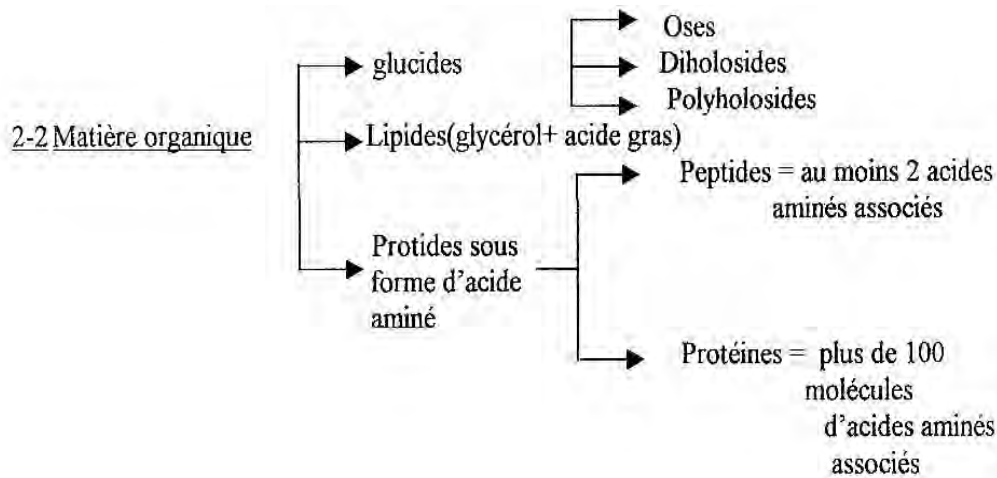 Oses
glucides
Diholosides
Polyholosides
2-2 Matière organique
Lipides(glycérol+ acide gras)
Peptides = au moins 2 acides
aminés associés
Protides sous
forme d'acide
aminé
Protéines = plus de 100
molécules
d'acides aminés
associés